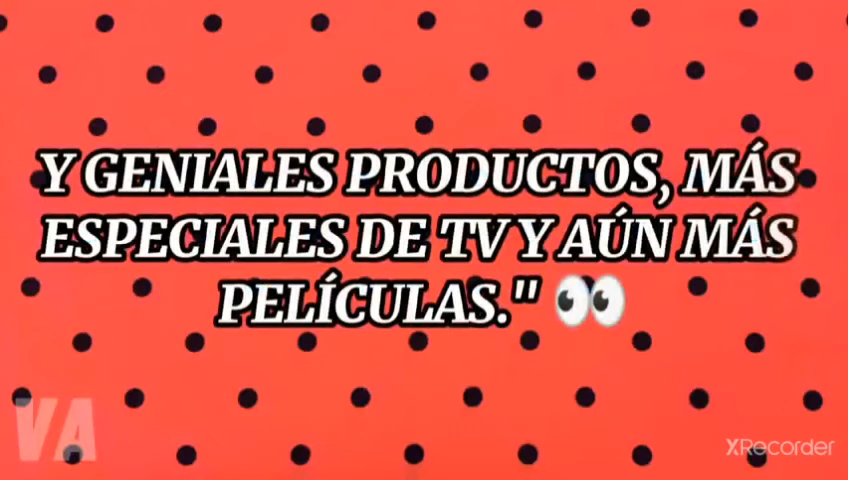 Y GENIALES PRODUCTOS, MÁS
ESPECIALES DE TV Y AÚN MÁS
PELÍCULAS." 👀
VA
XRecorder